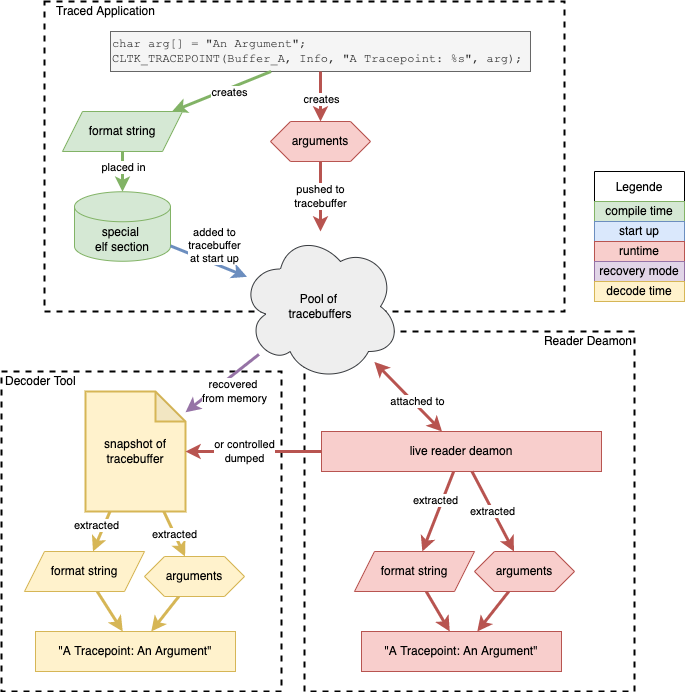 Traced Application
char arg[] = "An Argument";
CLTK_TRACEPOINT(Buffer_A, Info, "A Tracepoint: %s", arg);
creates
creates
format string
arguments
placed in
pushed to
tracebuffer
special
elf section
added to
tracebuffer
at start up
Legende
compile time
start up
runtime
recovery mode
decode time
Pool of
tracebuffers
Reader Deamon
Decoder Tool
recovered
from memory
attached to
snapshot of
tracebuffer
or controlled
dumped
live reader deamon
extracted
extracted
extracted
extracted
format string
arguments
format string
arguments
"A Tracepoint: An Argument"
"A Tracepoint: An Argument"